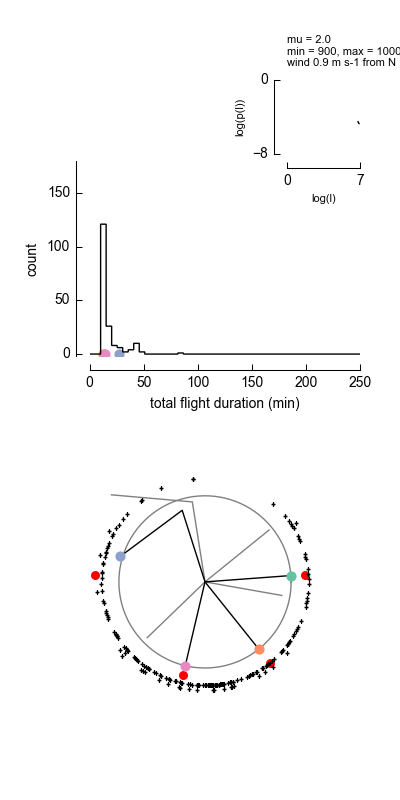 mu = 2.0
min = 900, max = 1000
wind 0.9 m s-1 from N
0
log(p(l))
−8
0 7
log(l)
150
100
50
0
count
0 50 100 150 200 250
total flight duration (min)